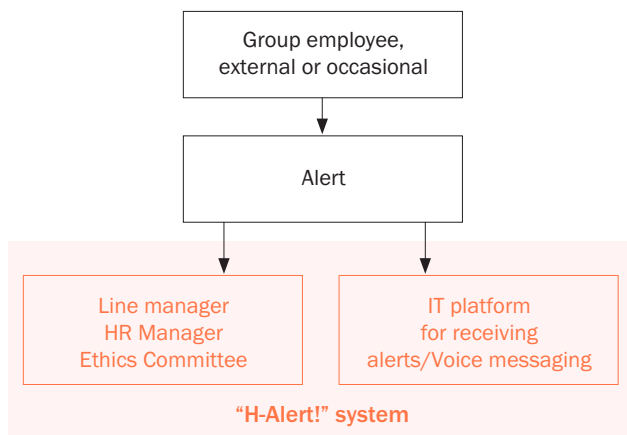 Group employee,
external or occasional
Alert
Line manager
HR Manager
Ethics Committee
IT platform
for receiving
alerts/Voice messaging
“H-Alert!” system